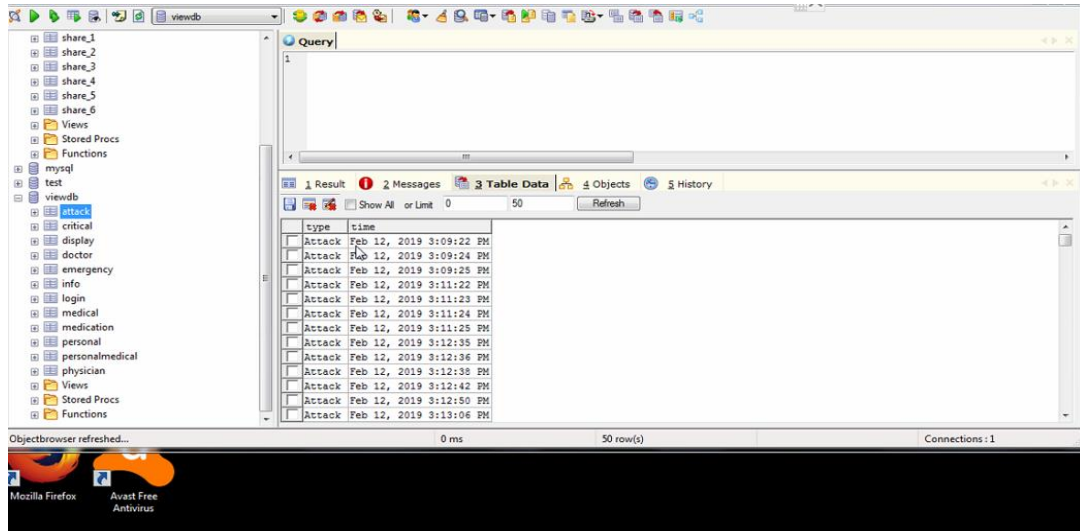 viewdb
share_1
share_2
share_3
share_4
share_5
share_6
Views
Stored Procs
Functions
mysql
test
viewdb
attack
critical
display
doctor
emergency
info
login
medical
medication
personal
personalmedical
physician
Views
Stored Procs
Functions
Query
1
1 Result 2 Messages 3 Table Data 4 Objects 5 History
Show All or Limit 0 50 Refresh
type time
Attack Feb 12, 2019 3:09:22 PM
Attack Feb 12, 2019 3:09:24 PM
Attack Feb 12, 2019 3:09:25 PM
Attack Feb 12, 2019 3:11:22 PM
Attack Feb 12, 2019 3:11:23 PM
Attack Feb 12, 2019 3:11:24 PM
Attack Feb 12, 2019 3:11:25 PM
Attack Feb 12, 2019 3:12:35 PM
Attack Feb 12, 2019 3:12:36 PM
Attack Feb 12, 2019 3:12:38 PM
Attack Feb 12, 2019 3:12:42 PM
Attack Feb 12, 2019 3:12:50 PM
Attack Feb 12, 2019 3:13:06 PM
Objectbrowser refreshed... 0 ms 50 row(s) Connections : 1
Mozilla Firefox
Avast Free
Antivirus